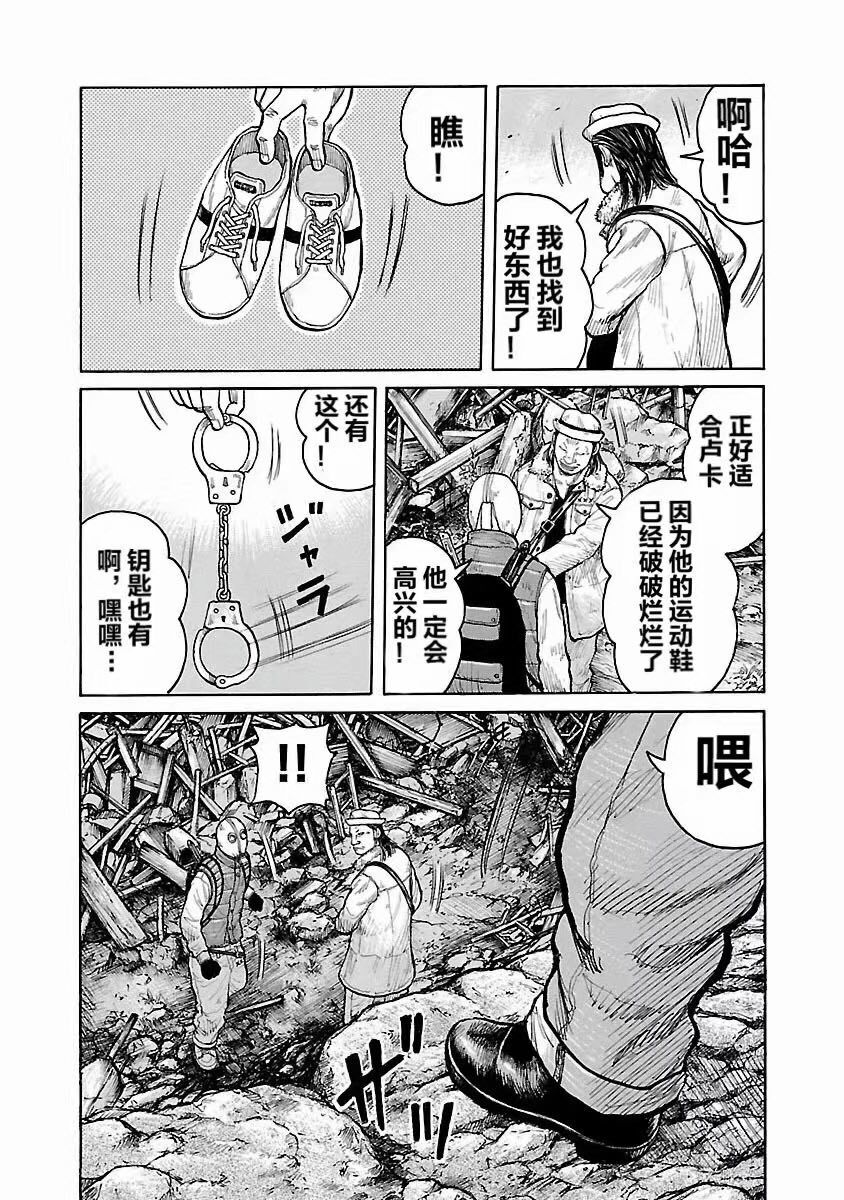 啊哈！
我也找到
好东西了！
瞧！
正好适
合卢卡
因为他的运动鞋
已经破破烂烂了
他一定会
高兴的！
还有
这个！
ジャラ
钥匙也有
啊，嘿嘿…
喂
!!
ザッ